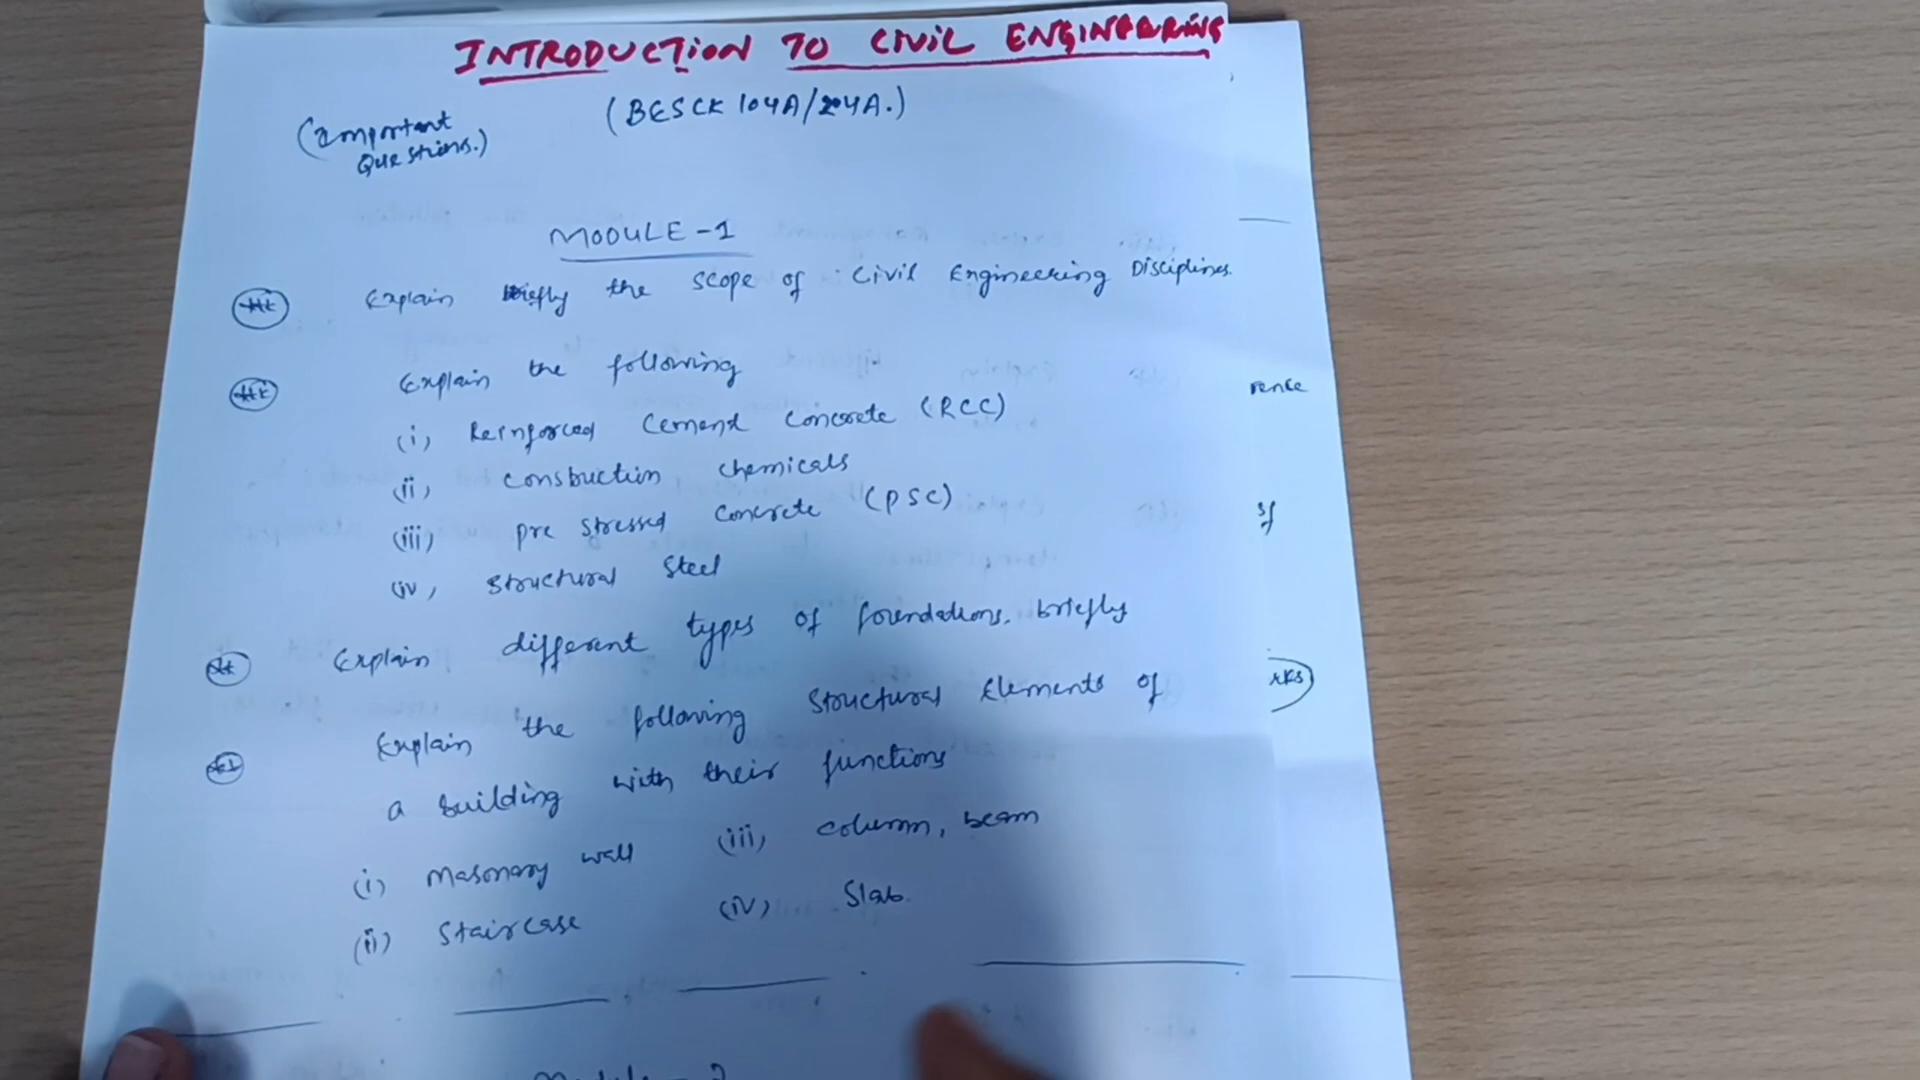 INTRODUCTION TO CIVIL ENGINEERING
(BESCK 104A/204A.)
(Important
Questions.)
MODULE-1
Explain briefly the scope of Civil Engineering Disciplines.
Explain the following
(i) Reinforced Cement Concrete (RCC)
(ii) Construction chemicals
(iii) pre stressed Concrete (PSC)
(iv) Structural Steel
Explain different types of foundations. briefly
Explain the following Structural Elements of
a building with their functions
(i) Masonary wall (iii) column, beam
(ii) Staircase (iv) Slab.
rence
rks)